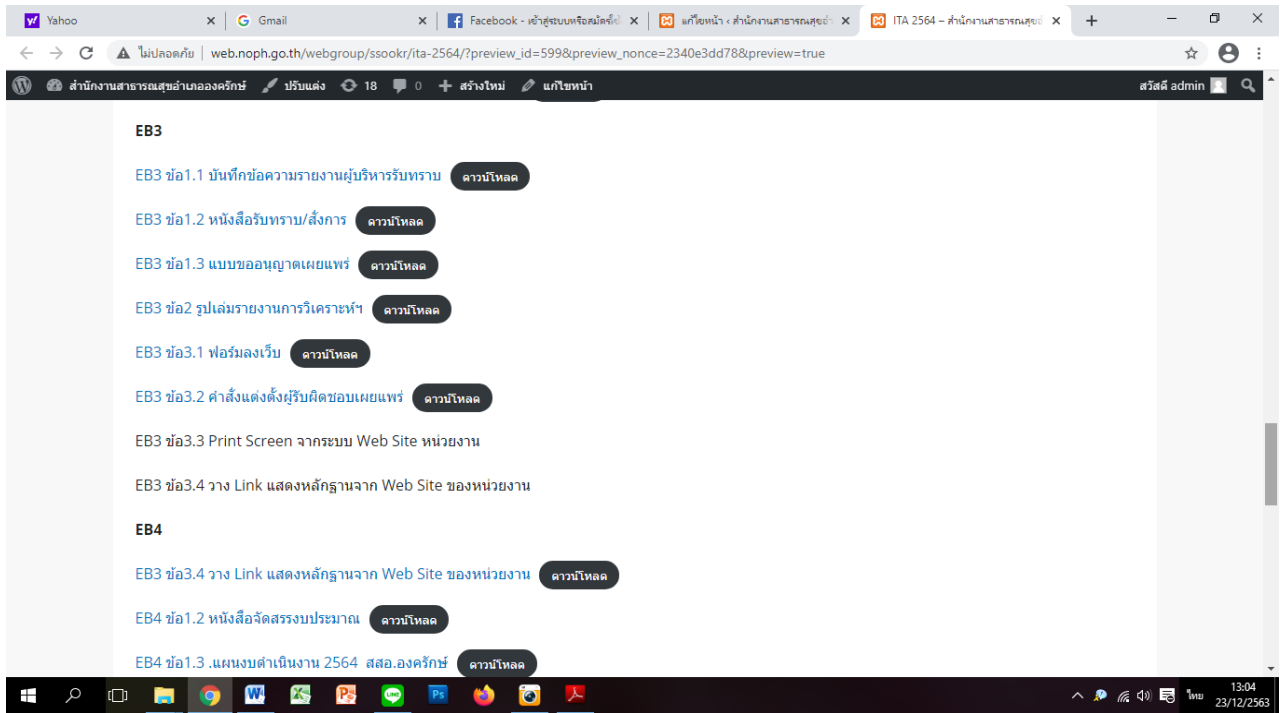 Yahoo
Gmail
Facebook - เข้าสู่ระบบหรือสมัครใช้
แก้ไขหน้า ‹ สำนักงานสาธารณสุขอำ
ITA 2564 – สำนักงานสาธารณสุขอำ
ไม่ปลอดภัย | web.noph.go.th/webgroup/ssookr/ita-2564/?preview_id=599&preview_nonce=2340e3dd78&preview=true
สำนักงานสาธารณสุขอำเภอองครักษ์ ปรับแต่ง 18 0 + สร้างใหม่ แก้ไขหน้า สวัสดี admin
EB3
EB3 ข้อ1.1 บันทึกข้อความรายงานผู้บริหารรับทราบ ดาวน์โหลด
EB3 ข้อ1.2 หนังสือรับทราบ/สั่งการ ดาวน์โหลด
EB3 ข้อ1.3 แบบขออนุญาตเผยแพร่ ดาวน์โหลด
EB3 ข้อ2 รูปเล่มรายงานการวิเคราะห์ฯ ดาวน์โหลด
EB3 ข้อ3.1 ฟอร์มลงเว็บ ดาวน์โหลด
EB3 ข้อ3.2 คำสั่งแต่งตั้งผู้รับผิดชอบเผยแพร่ ดาวน์โหลด
EB3 ข้อ3.3 Print Screen จากระบบ Web Site หน่วยงาน
EB3 ข้อ3.4 วาง Link แสดงหลักฐานจาก Web Site ของหน่วยงาน
EB4
EB3 ข้อ3.4 วาง Link แสดงหลักฐานจาก Web Site ของหน่วยงาน ดาวน์โหลด
EB4 ข้อ1.2 หนังสือจัดสรรงบประมาณ ดาวน์โหลด
EB4 ข้อ1.3 .แผนงบดำเนินงาน 2564 สสอ.องครักษ์ ดาวน์โหลด
ไทย
13:04
23/12/2563